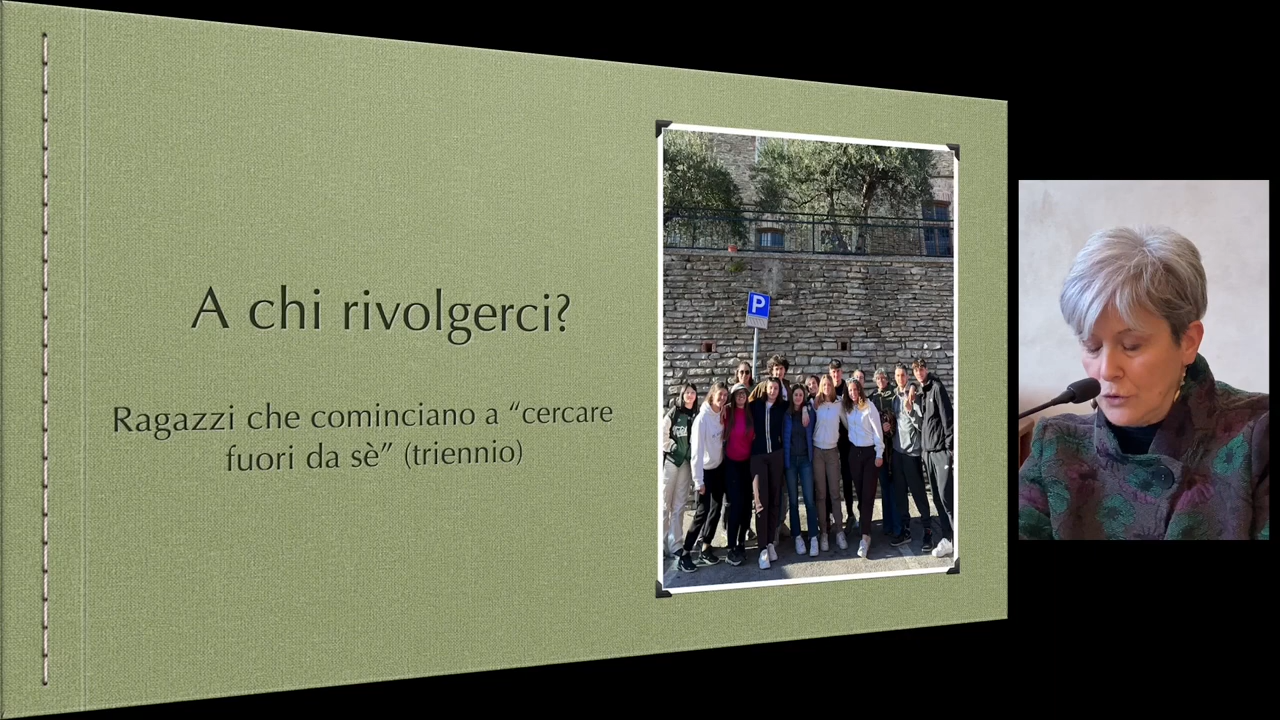 A chi rivolgerci?
Ragazzi che cominciano a “cercare
fuori da sè” (triennio)
P